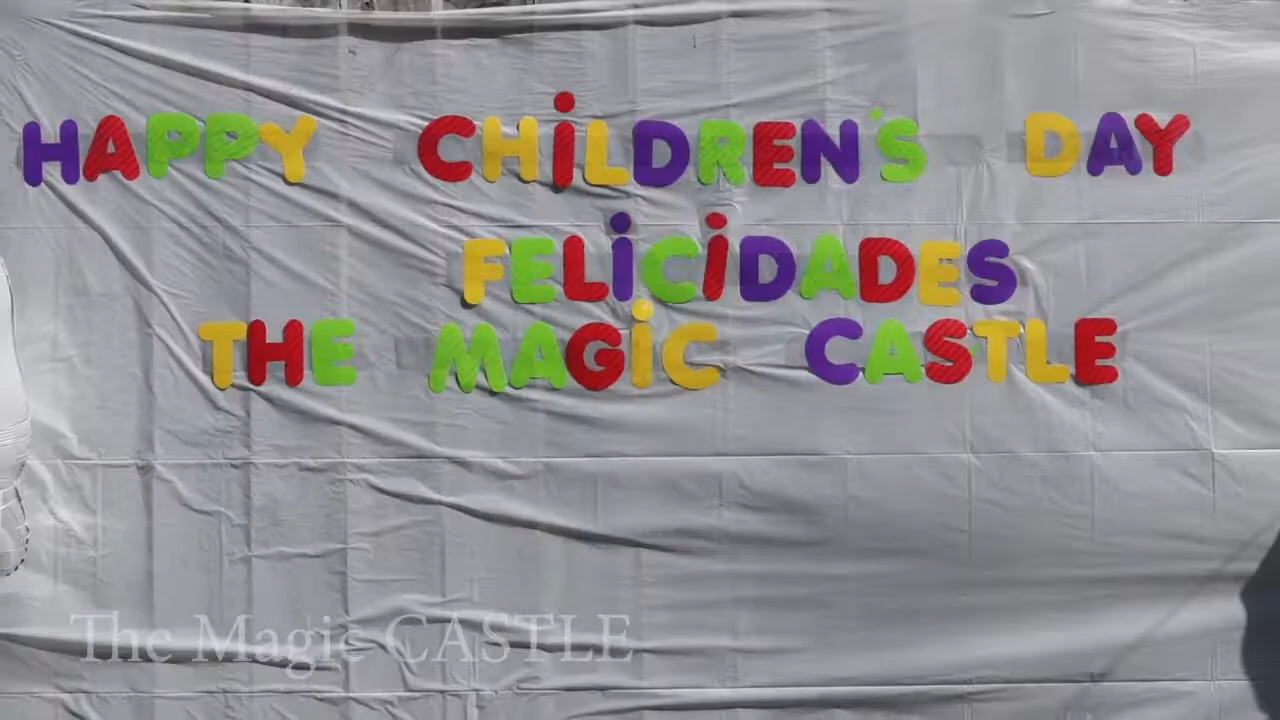 HAPPY CHiLDREN'S DAY
FELiCiDADES
THE MAGiC CASTLE
The Magic CASTLE